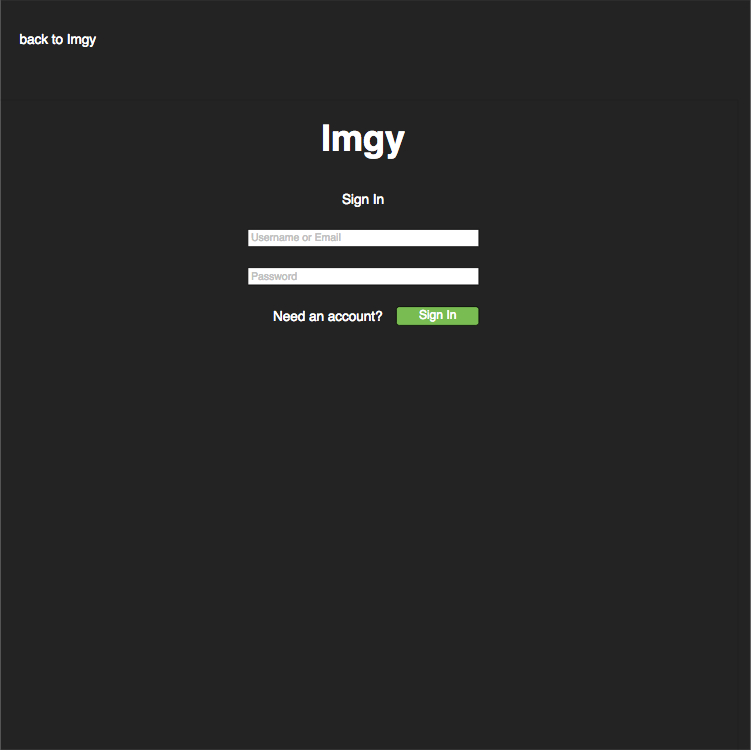 back to Imgy
Imgy
Sign In
Username or Email
Password
Need an account? Sign In